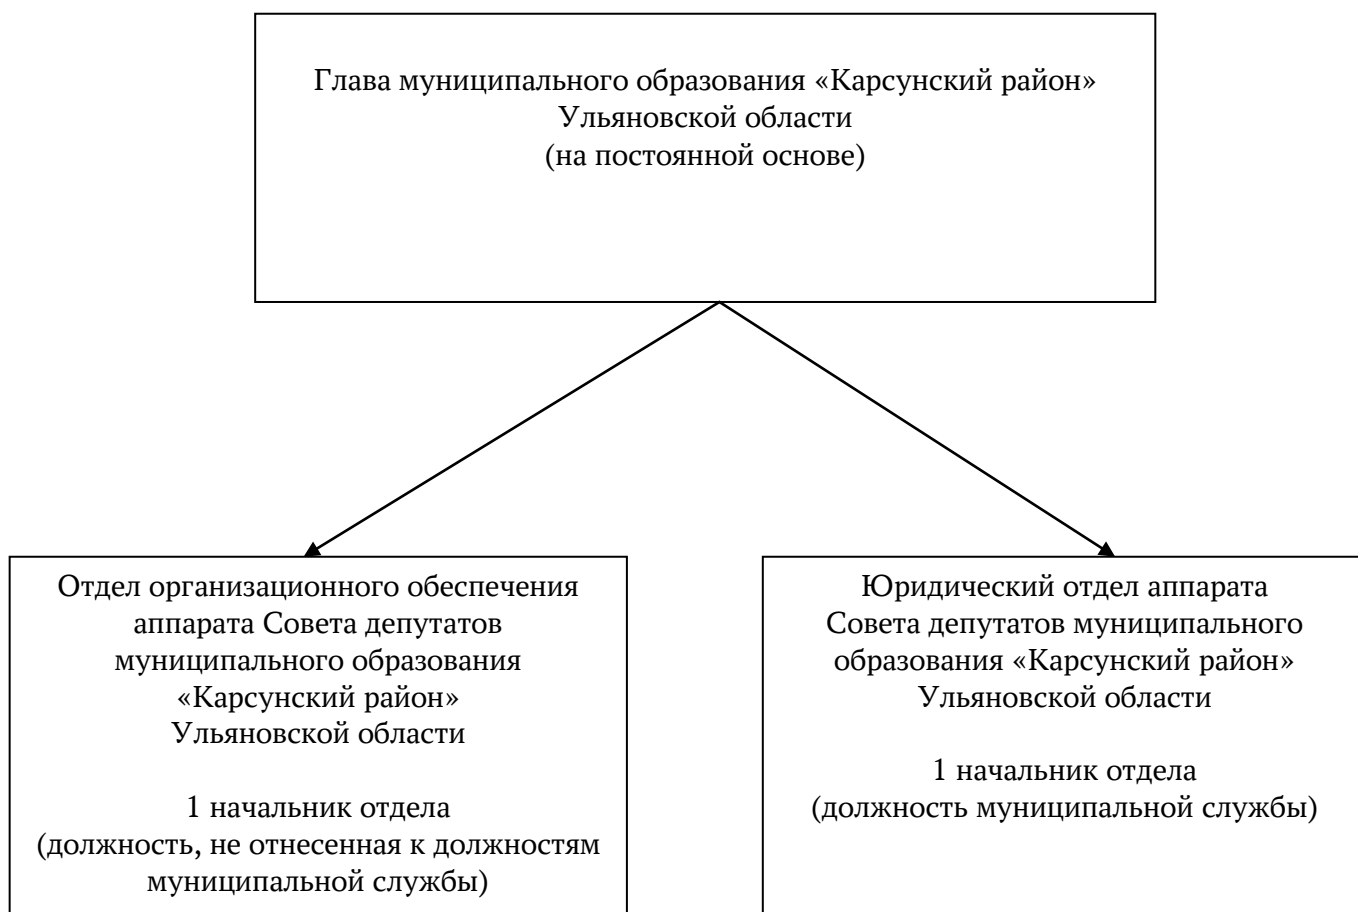 Глава муниципального образования «Карсунский район»
Ульяновской области
(на постоянной основе)
Отдел организационного обеспечения
аппарата Совета депутатов
муниципального образования
«Карсунский район»
Ульяновской области
1 начальник отдела
(должность, не отнесенная к должностям
муниципальной службы)
Юридический отдел аппарата
Совета депутатов муниципального
образования «Карсунский район»
Ульяновской области
1 начальник отдела
(должность муниципальной службы)